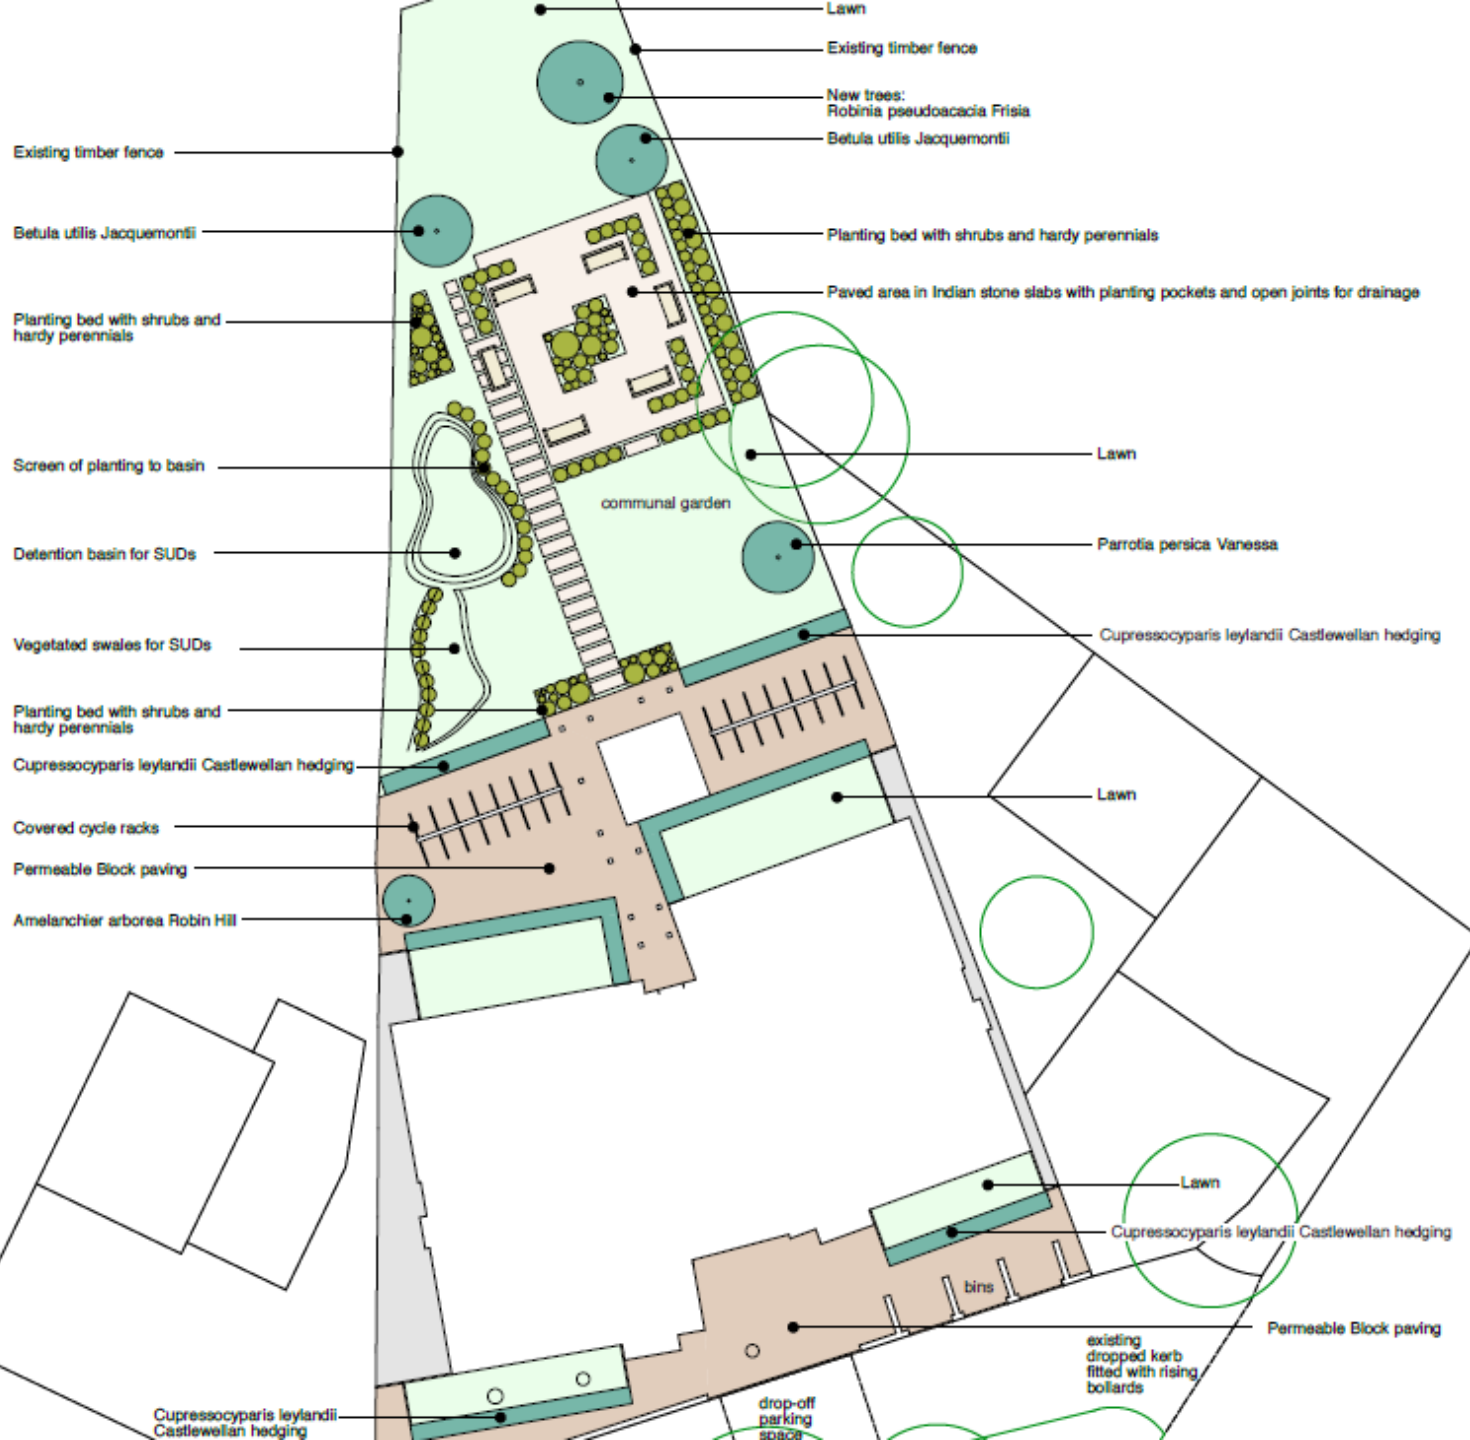 Lawn
Existing timber fence
New trees:
Robinia pseudoacacia Frisia
Betula utilis Jacquemontii
Existing timber fence
Betula utilis Jacquemontii
Planting bed with shrubs and hardy perennials
Paved area in Indian stone slabs with planting pockets and open joints for drainage
Planting bed with shrubs and
hardy perennials
Lawn
Screen of planting to basin
communal garden
Parrotia persica Vanessa
Detention basin for SUDs
Cupressocyparis leylandii Castlewellan hedging
Vegetated swales for SUDs
Planting bed with shrubs and
hardy perennials
Cupressocyparis leylandii Castlewellan hedging
Lawn
Covered cycle racks
Permeable Block paving
Amelanchier arborea Robin Hill
Lawn
Cupressocyparis leylandii Castlewellan hedging
bins
Permeable Block paving
existing
dropped kerb
fitted with rising
bollards
drop-off
parking
space
Cupressocyparis leylandii
Castlewellan hedging